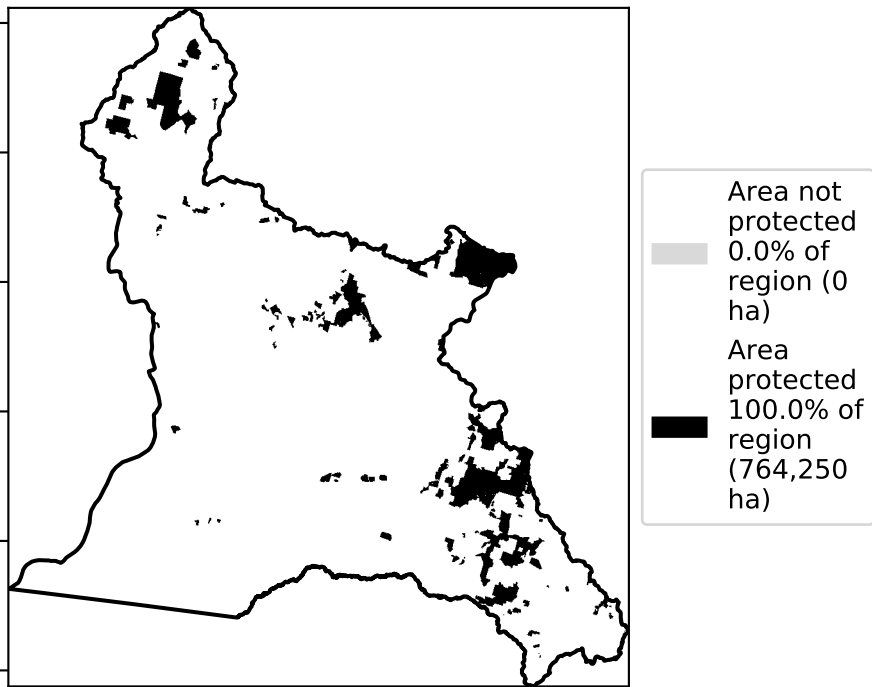 Area not
protected
0.0% of
region (0
ha)
Area
protected
100.0% of
region
(764,250
ha)